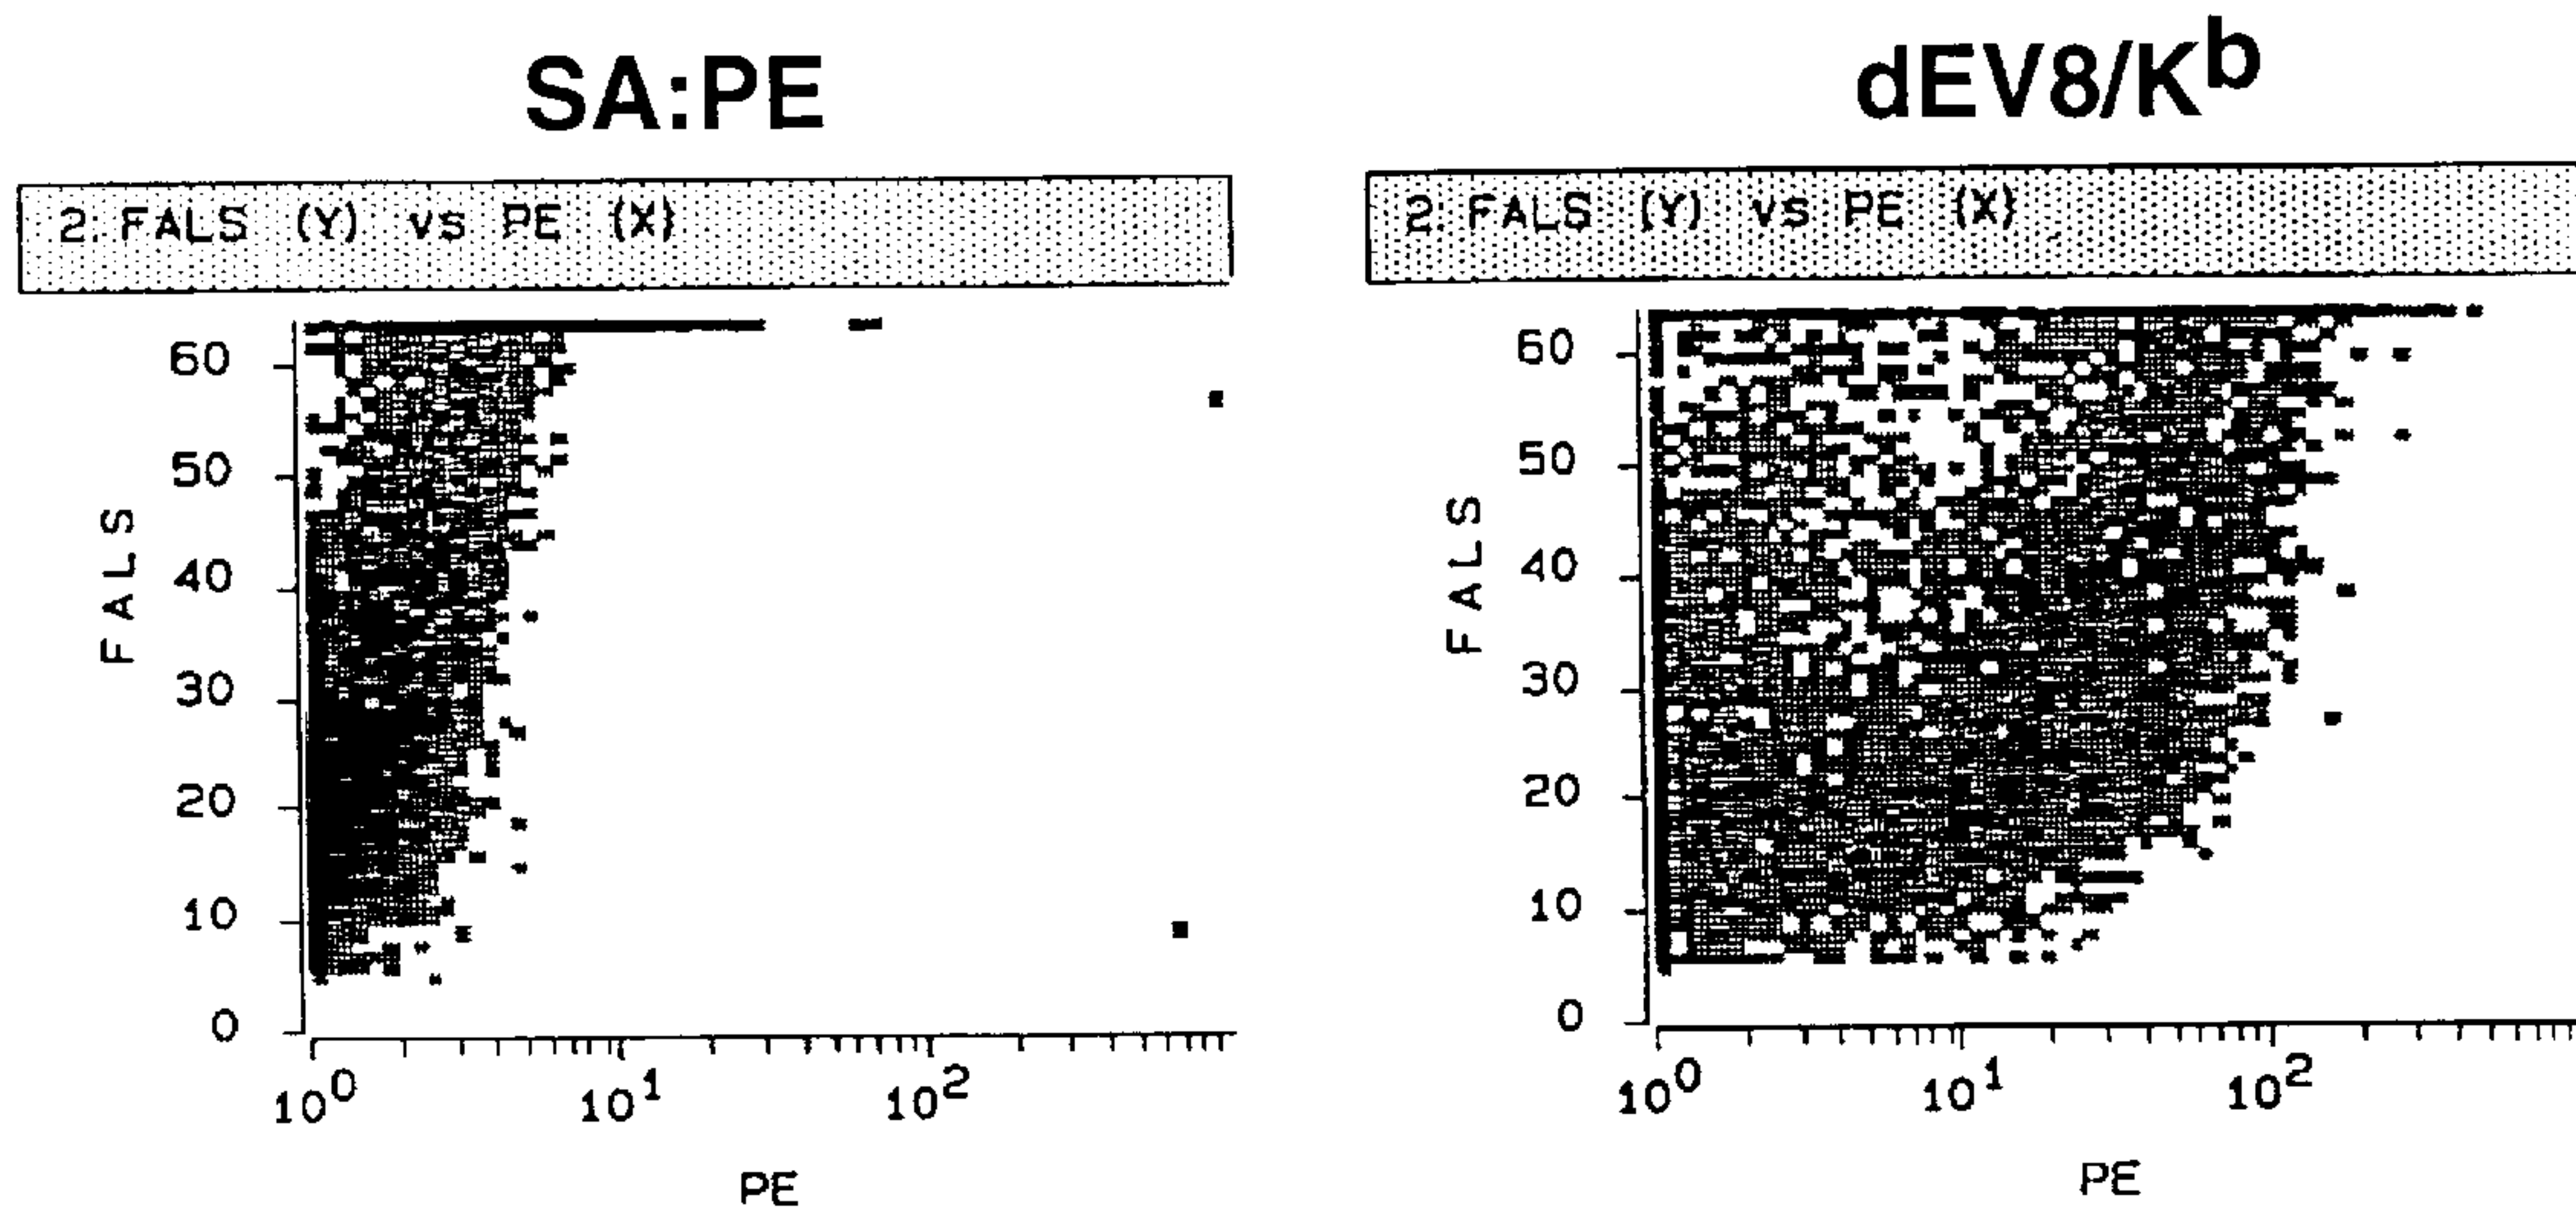 SA:PE
2. FALS (Y) vs PE (X)
60
50
40
30
20
10
0
FALS
10⁰ 10¹ 10²
PE
dEV8/Kᵇ
2. FALS (Y) vs PE (X)
60
50
40
30
20
10
0
FALS
10⁰ 10¹ 10²
PE